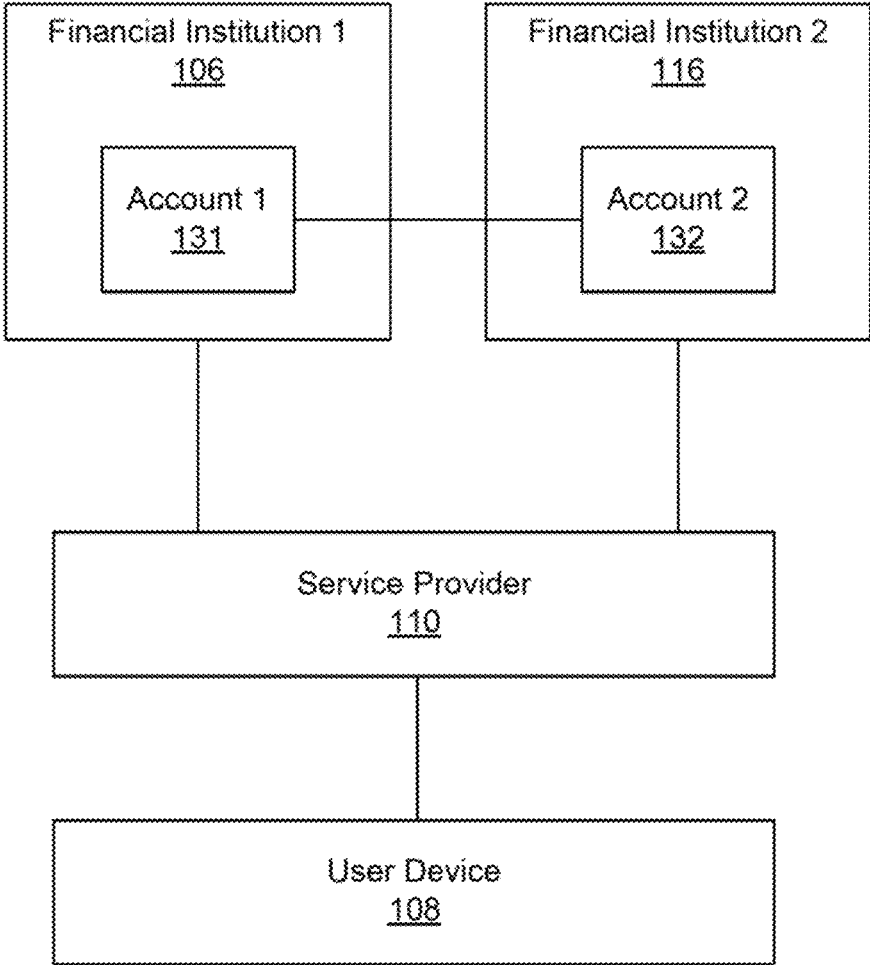 Financial Institution 1
106
Financial Institution 2
116
Account 1
131
Account 2
132
Service Provider
110
User Device
108